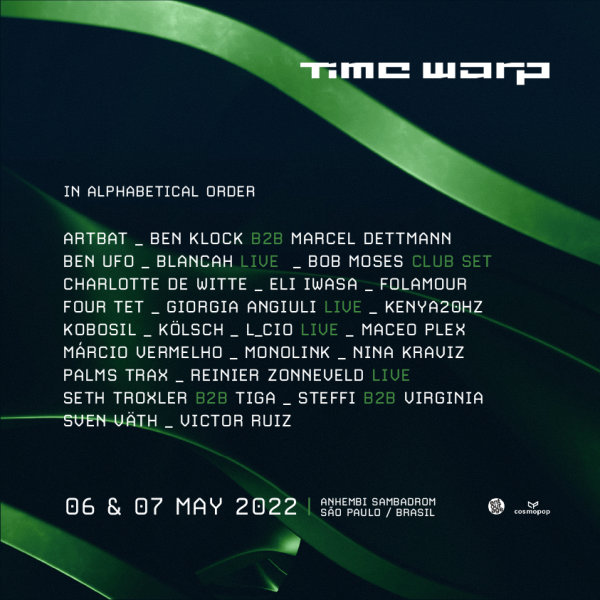 TIME WARP
IN ALPHABETICAL ORDER
ARTBAT _ BEN KLOCK B2B MARCEL DETTMANN
BEN UFO _ BLANCAH LIVE _ BOB MOSES CLUB SET
CHARLOTTE DE WITTE _ ELI IWASA _ FOLAMOUR
FOUR TET _ GIORGIA ANGIULI LIVE _ KENYA20HZ
KOBOSIL _ KÖLSCH _ L_CIO LIVE _ MACEO PLEX
MÁRCIO VERMELHO _ MONOLINK _ NINA KRAVIZ
PALMS TRAX _ REINIER ZONNEVELD LIVE
SETH TROXLER B2B TIGA _ STEFFI B2B VIRGINIA
SVEN VÄTH _ VICTOR RUIZ
06 & 07 MAY 2022 | ANHEMBI SAMBADROM
SÃO PAULO / BRASIL
cosmopop